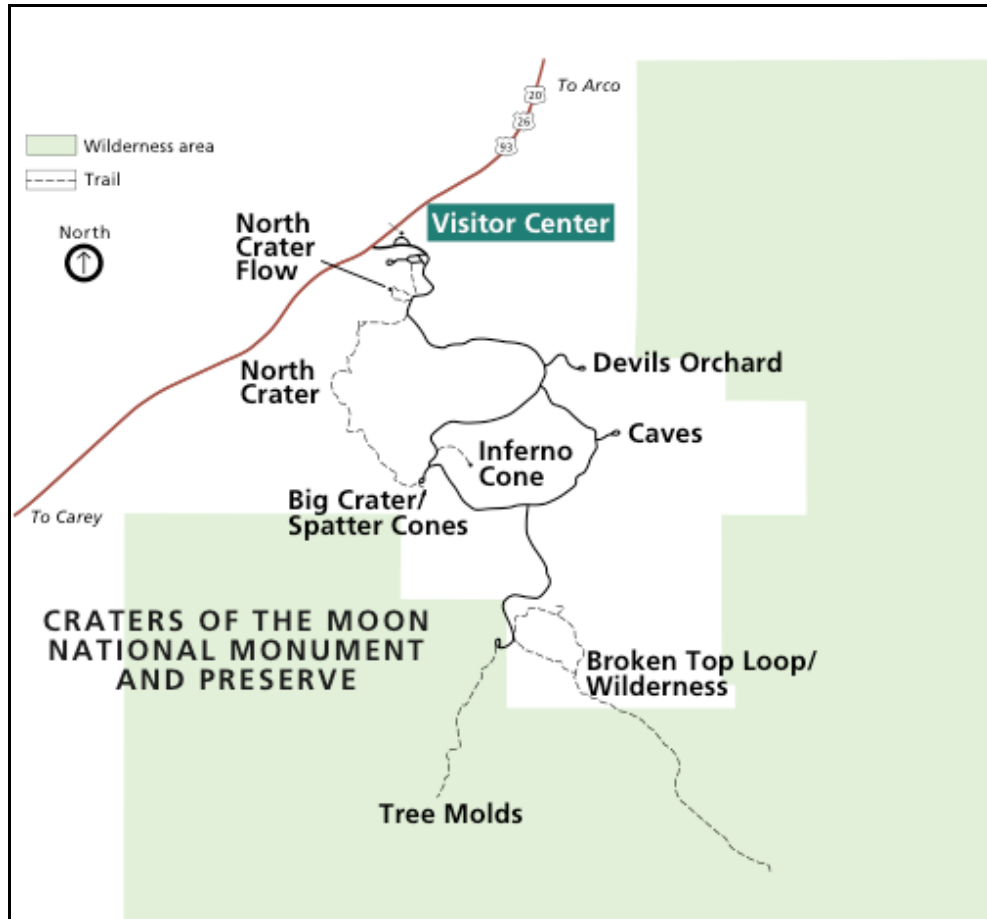 To Arco
20
26
93
Wilderness area
Trail
North
Visitor Center
North
Crater
Flow
North
Crater
Devils Orchard
Caves
Inferno
Cone
Big Crater/
Spatter Cones
To Carey
CRATERS OF THE MOON
NATIONAL MONUMENT
AND PRESERVE
Broken Top Loop/
Wilderness
Tree Molds